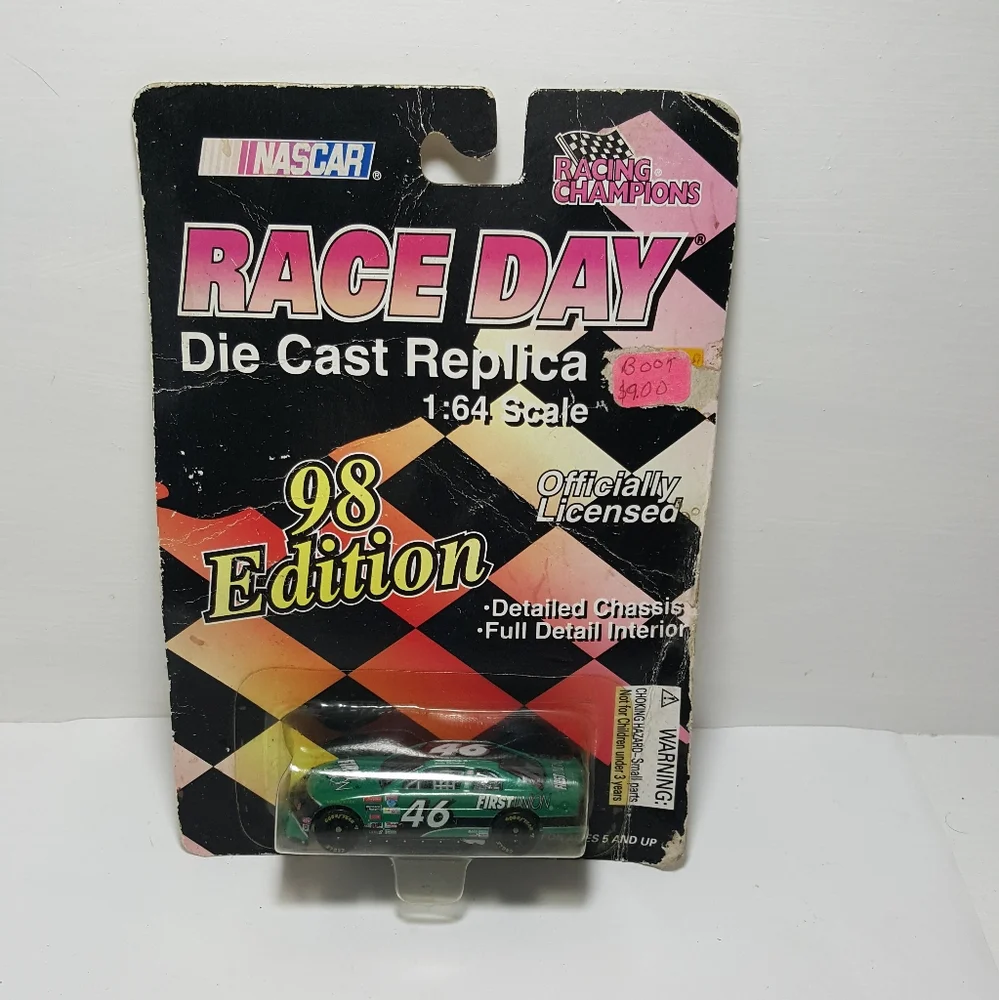 NASCAR®
RACING®
CHAMPIONS
RACE DAY®
Die Cast Replica
1:64 Scale
BOOT
$9.00
98
Edition
Officially
Licensed
•Detailed Chassis
•Full Detail Interior
WARNING:
CHOKING HAZARD-Small parts
Not for Children under 3 years
46
46
FIRST UNION
5 AND UP